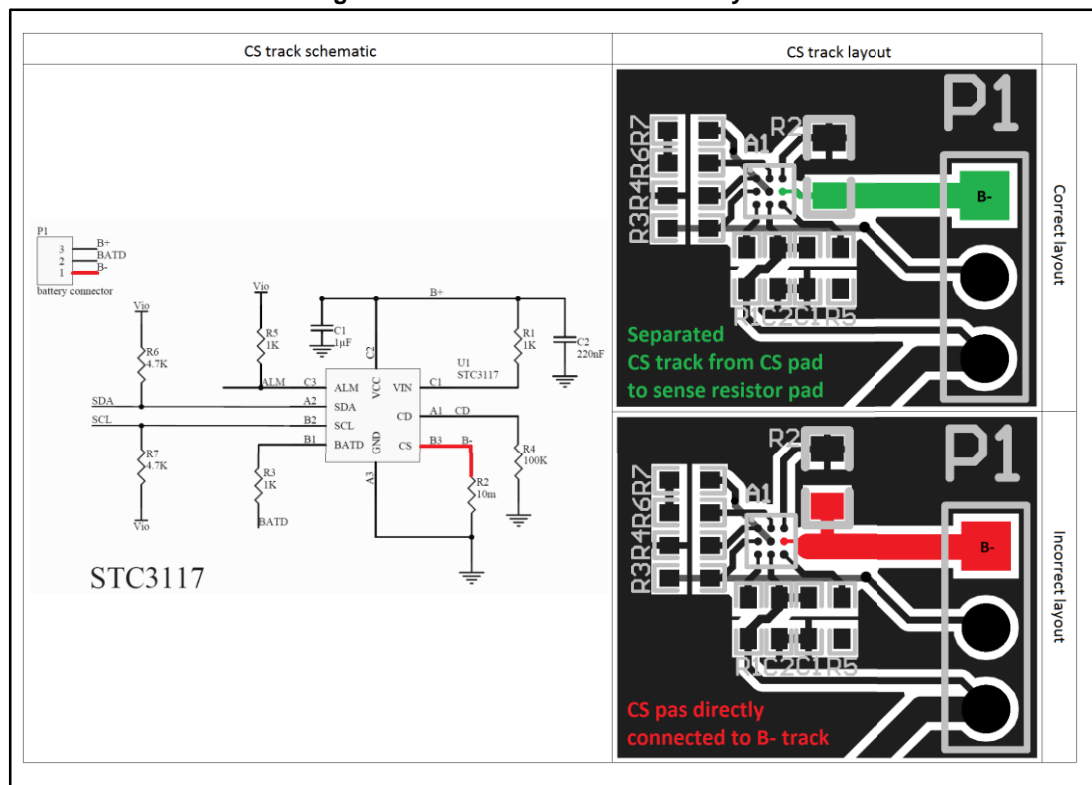 CS track schematic
CS track layout
P1
3 B+
2 BATD
1 B-
battery connector
Vio
R6
4.7K
Vio
R5
1K
C1
1µF
B+
R1
1K
C2
220nF
C2
U1
STC3117
ALM C3 ALM VCC VIN C1
SDA A2 SDA CD A1 CD
SCL B2 SCL
B1 BATD GND CS B3 B-
A3
R7
4.7K
Vio
R3
1K
BATD
R2
10m
R4
100K
STC3117
P1
R2
A1
R3R4R6R7
B-
R1C2C1 R5
Separated
CS track from CS pad
to sense resistor pad
Correct layout
P1
R2
A1
R3R4R6R7
B-
R1C2C1 R5
CS pas directly
connected to B- track
Incorrect layout